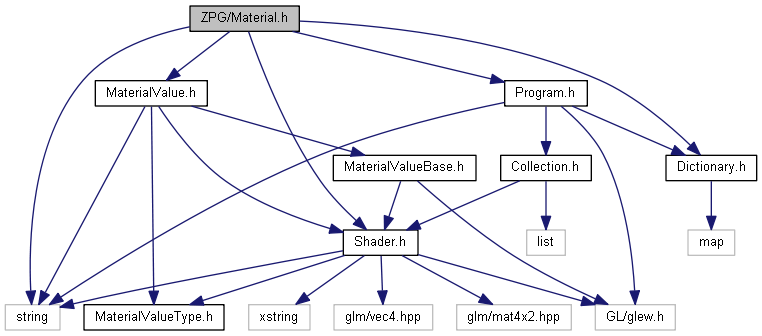 ZPG/Material.h
MaterialValue.h
Program.h
MaterialValueBase.h
Collection.h
Dictionary.h
Shader.h
list
map
string
MaterialValueType.h
xstring
glm/vec4.hpp
glm/mat4x2.hpp
GL/glew.h